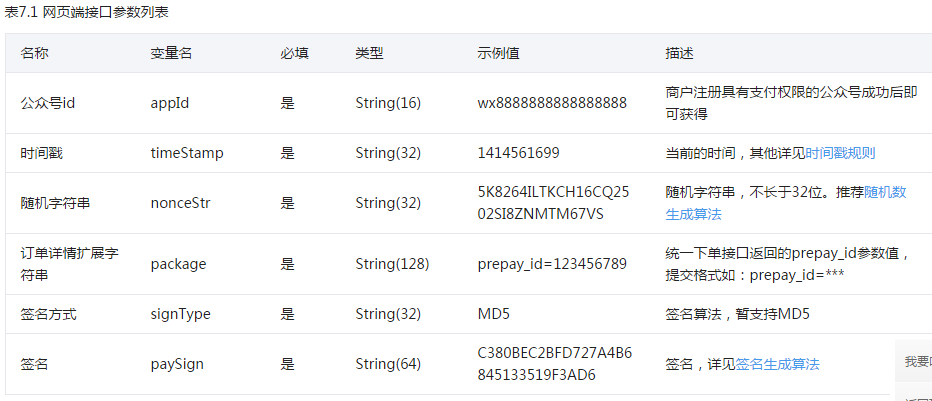 表7.1 网页端接口参数列表
名称 变量名 必填 类型 示例值 描述
公众号id appId 是 String(16) wx8888888888888888 商户注册具有支付权限的公众号成功后即
可获得
时间戳 timeStamp 是 String(32) 1414561699 当前的时间，其他详见时间戳规则
随机字符串 nonceStr 是 String(32) 5K8264ILTKCH16CQ25 随机字符串，不长于32位。推荐随机数
02SI8ZNMTM67VS 生成算法
订单详情扩展字 package 是 String(128) prepay_id=123456789 统一下单接口返回的prepay_id参数值，
符串 提交格式如：prepay_id=***
签名方式 signType 是 String(32) MD5 签名算法，暂支持MD5
签名 paySign 是 String(64) C380BEC2BFD727A4B6 签名，详见签名生成算法
845133519F3AD6
我要